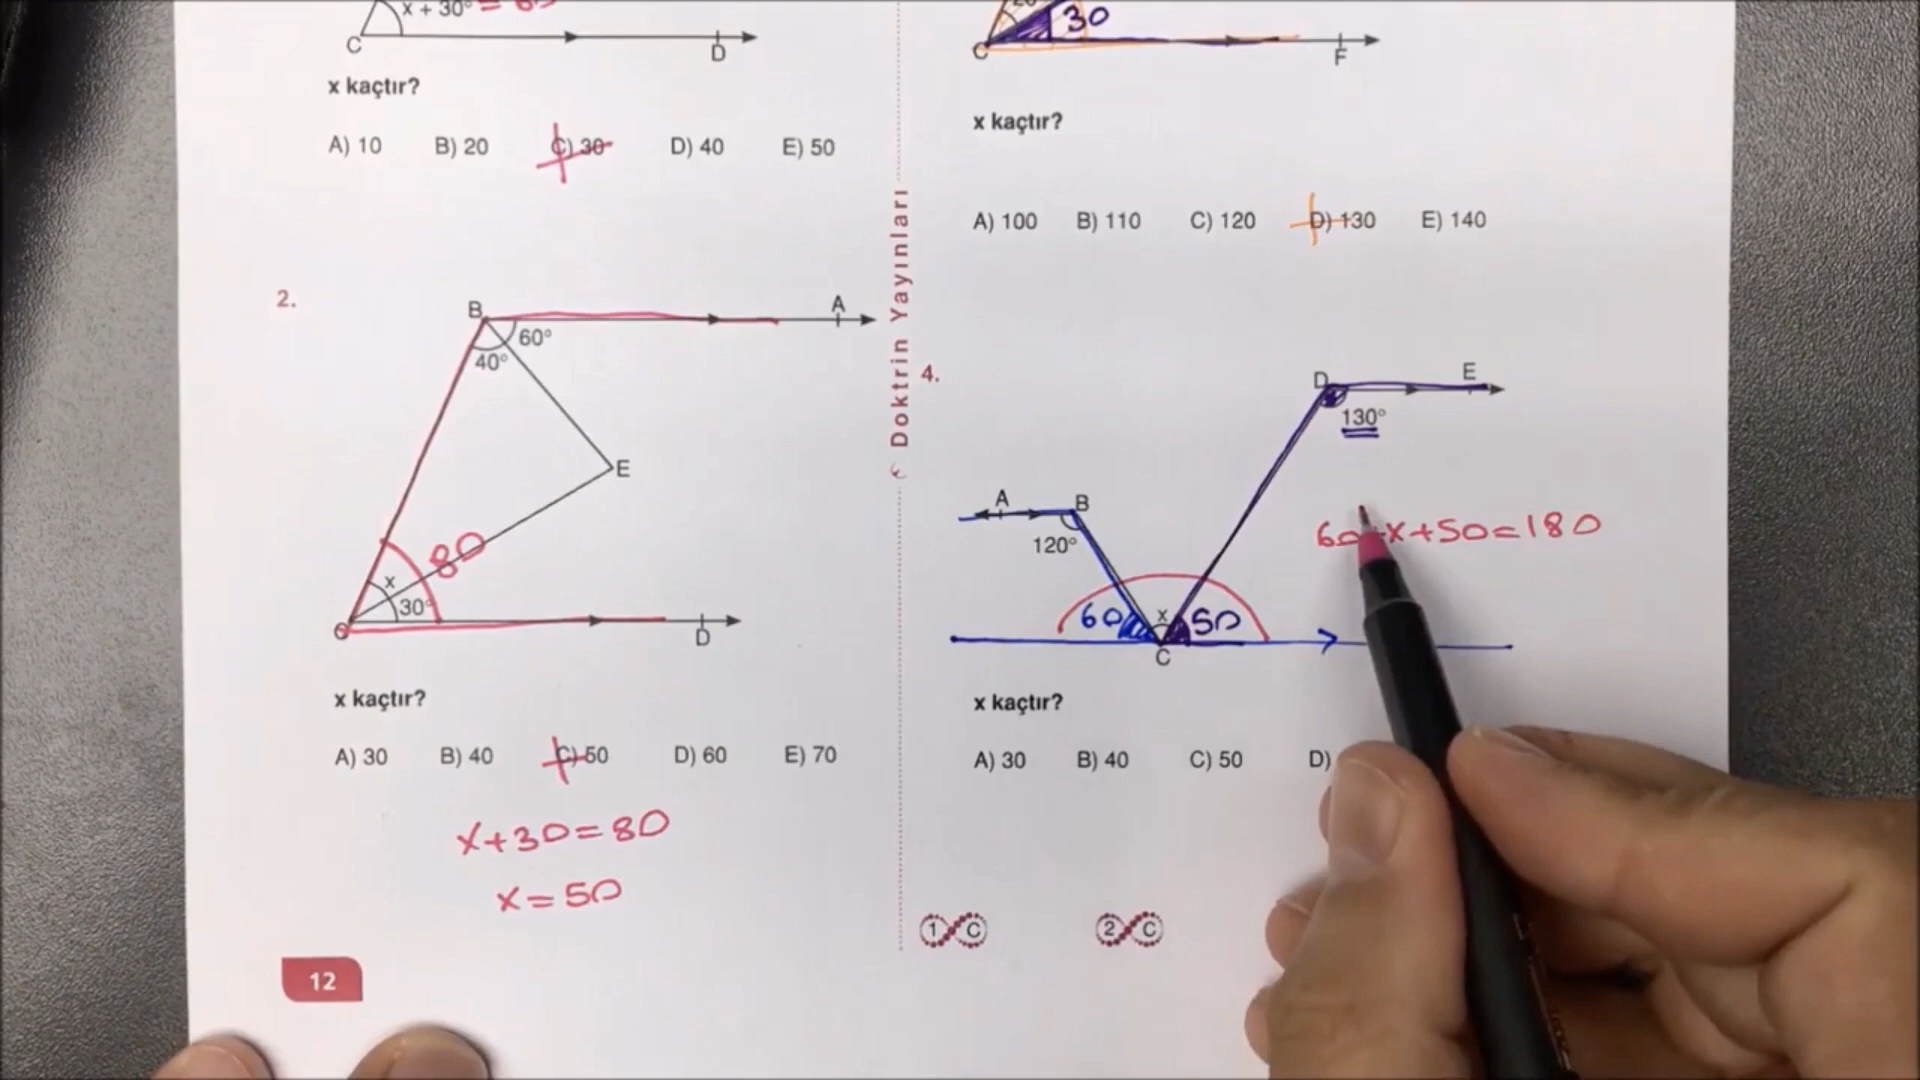 x + 30°
C
D
x kaçtır?
A) 10 B) 20 C) 30 D) 40 E) 50
2.
B
A
60°
40°
E
80
x
30°
D
x kaçtır?
A) 30 B) 40 C) 50 D) 60 E) 70
x+30=80
x=50
12
Doktrin Yayınları
30
C
F
x kaçtır?
A) 100 B) 110 C) 120 D) 130 E) 140
4.
D
E
130°
A
B
120°
60+x+50=180
60
x
50
C
x kaçtır?
A) 30 B) 40 C) 50 D)
1 C 2 C